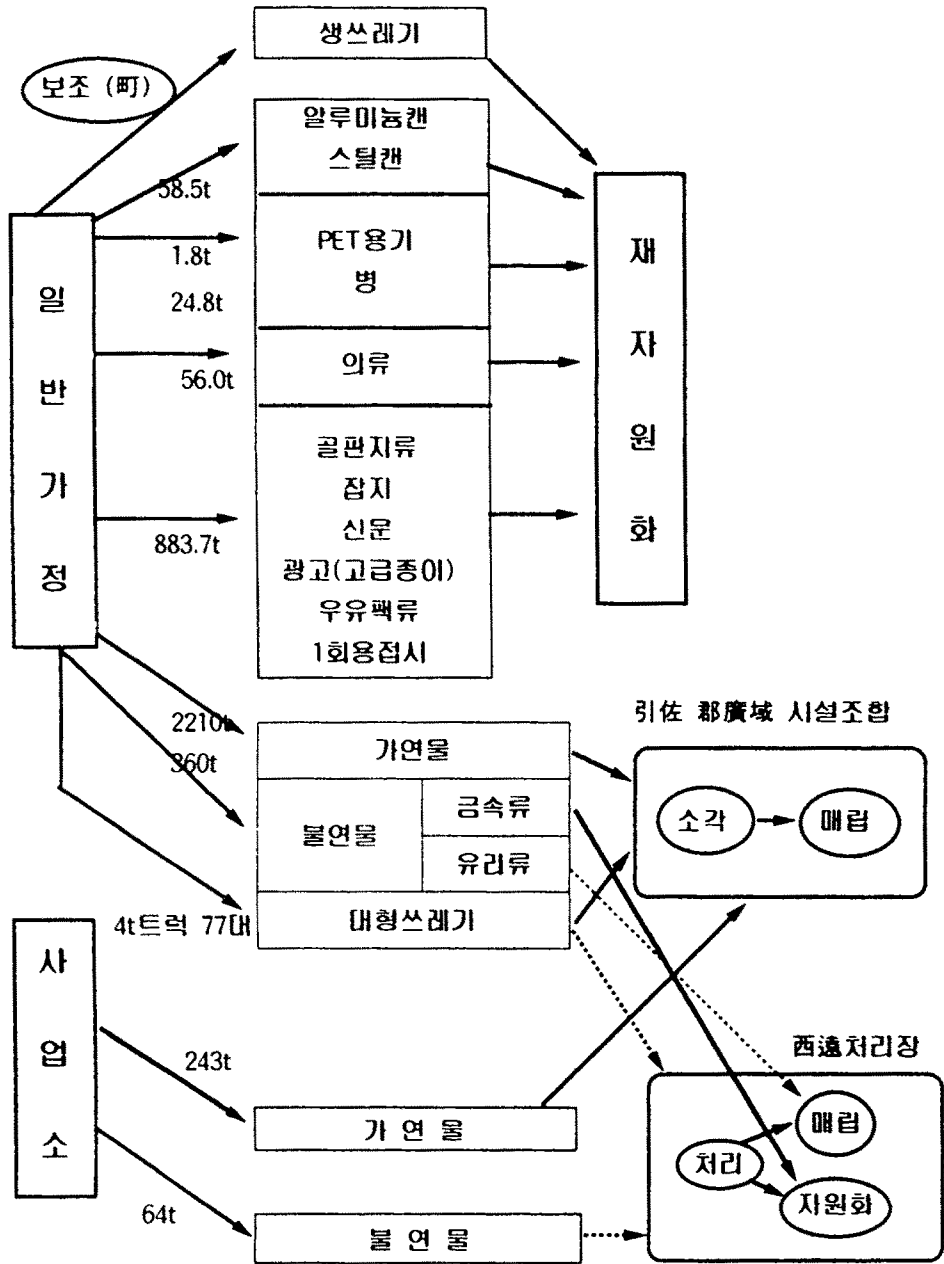 생쓰레기
보조 (町)
알루미늄캔
스틸캔
58.5t
PET용기
병
1.8t
24.8t
의류
56.0t
골판지류
잡지
신문
광고(고급종이)
우유팩류
1회용접시
883.7t
일반가정
재자원화
2210t
360t
가연물
불연물
금속류
유리류
대형쓰레기
4t트럭 77대
引佐 郡廣域 시설조합
소각
매립
사업소
243t
64t
가 연 물
불 연 물
西遠처리장
매립
처리
자원화